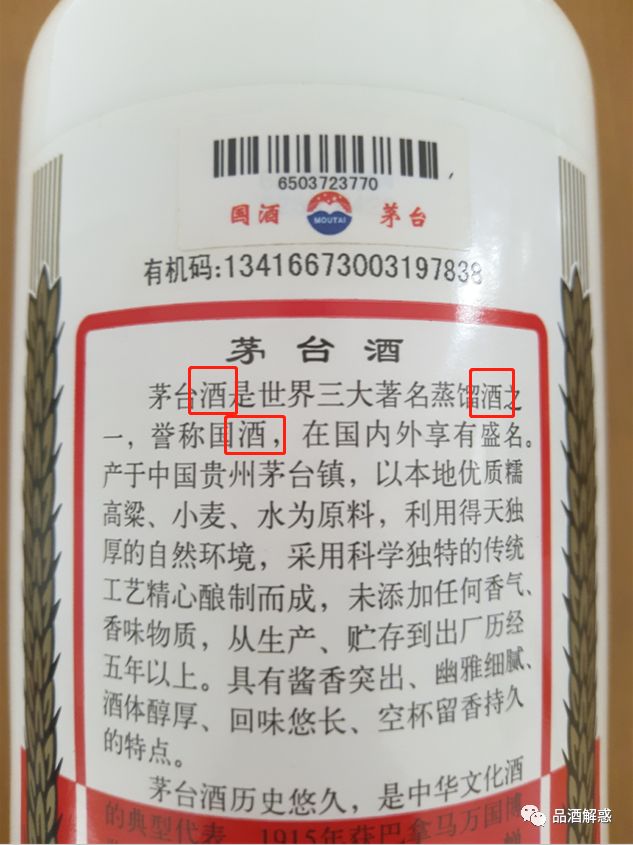 6503723770
国酒 MOUTAI 茅台
有机码:13416673003197838
茅台酒
茅台酒是世界三大著名蒸馏酒之
一，誉称国酒，在国内外享有盛名。
产于中国贵州茅台镇，以本地优质糯
高粱、小麦、水为原料，利用得天独
厚的自然环境，采用科学独特的传统
工艺精心酿制而成，未添加任何香气、
香味物质，从生产、贮存到出厂历经
五年以上。具有酱香突出、幽雅细腻、
酒体醇厚、回味悠长、空杯留香持久
的特点。
茅台酒历史悠久，是中华文化酒
的典型代表，1915年获巴拿马万国博
品酒解惑